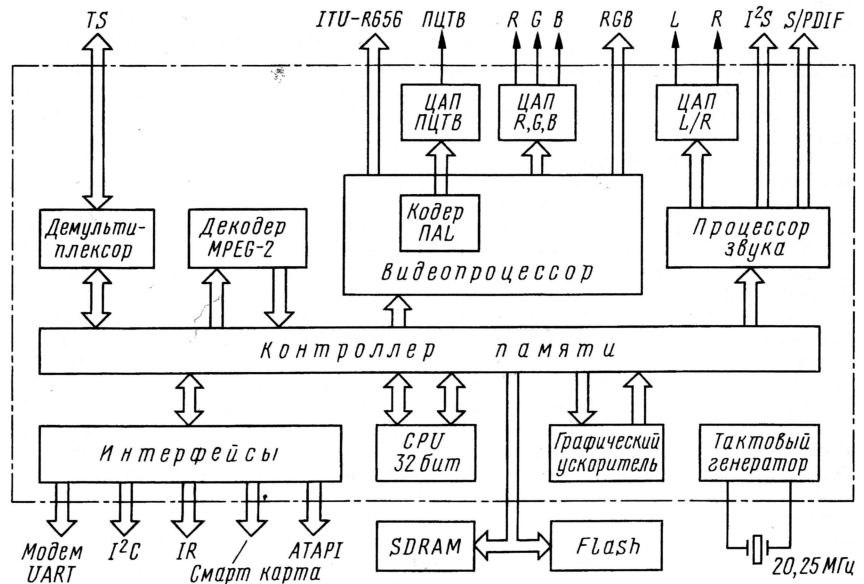 TS ITU-R656 ПЦТВ R G B RGB L R I²S S/PDIF
ЦАП
ПЦТВ
ЦАП
R,G,B
ЦАП
L/R
Демульти-
плексор
Декодер
MPEG-2
Кодер
ПAL
Видеопроцессор
Процессор
звука
Контроллер памяти
Интерфейсы
CPU
32 бит
Графический
ускоритель
Тактовый
генератор
Модем
UART
I²C
IR
Смарт карта
ATAPI
SDRAM
Flash
20,25 МГц